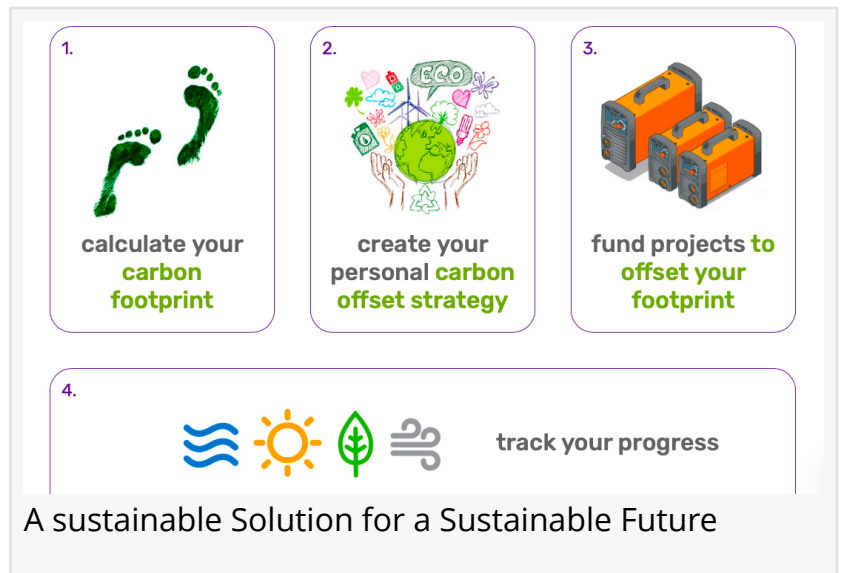 1.
calculate your
carbon
footprint
2.
ECO
create your
personal carbon
offset strategy
3.
fund projects to
offset your
footprint
4.
track your progress
A sustainable Solution for a Sustainable Future